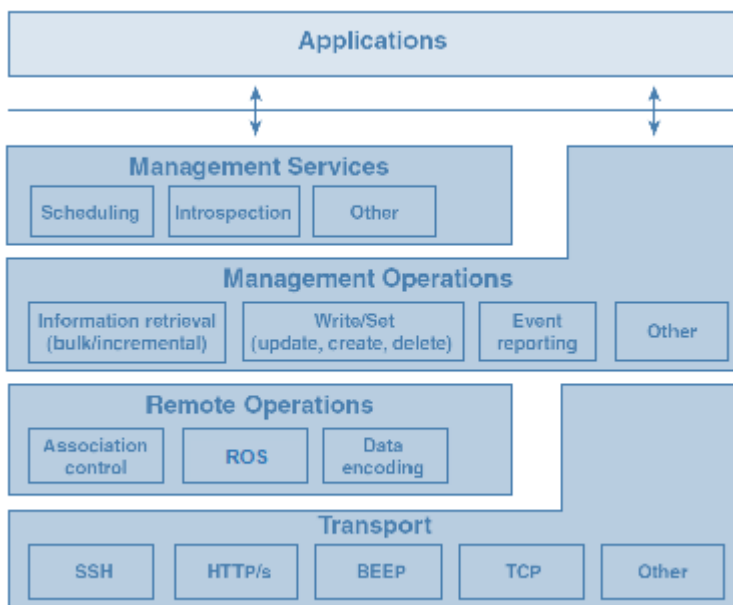 Applications
Management Services
Scheduling
Introspection
Other
Management Operations
Information retrieval
(bulk/incremental)
Write/Set
(update, create, delete)
Event
reporting
Other
Remote Operations
Association
control
ROS
Data
encoding
Transport
SSH
HTTP/s
BEEP
TCP
Other